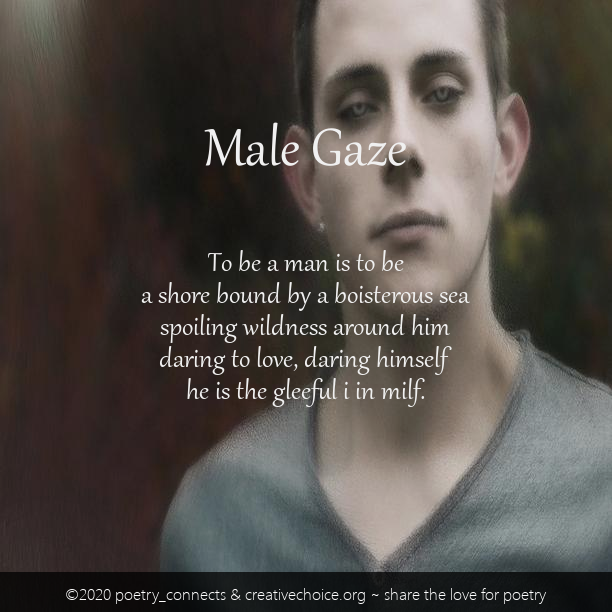 Male Gaze
To be a man is to be
a shore bound by a boisterous sea
spoiling wildness around him
daring to love, daring himself
he is the gleeful i in milf.
©2020 poetry_connects & creativechoice.org ~ share the love for poetry